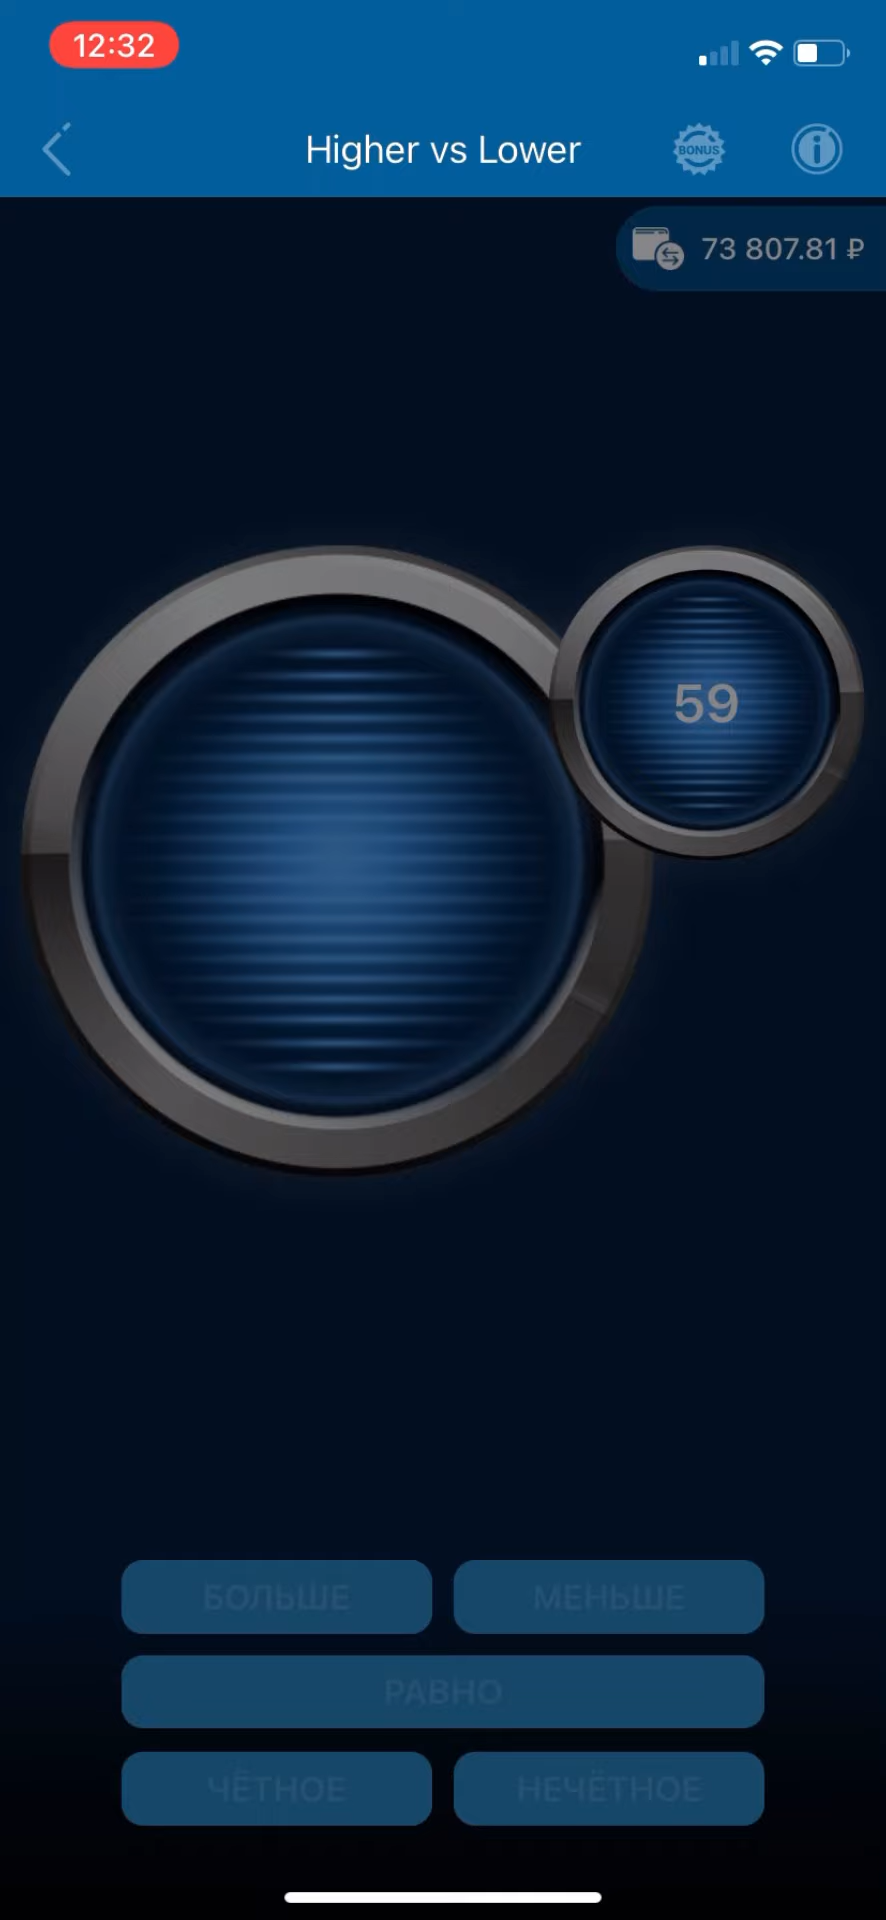 12:32
Higher vs Lower
BONUS
73 807.81 ₽
59
БОЛЬШЕ
МЕНЬШЕ
РАВНО
ЧЁТНОЕ
НЕЧЁТНОЕ